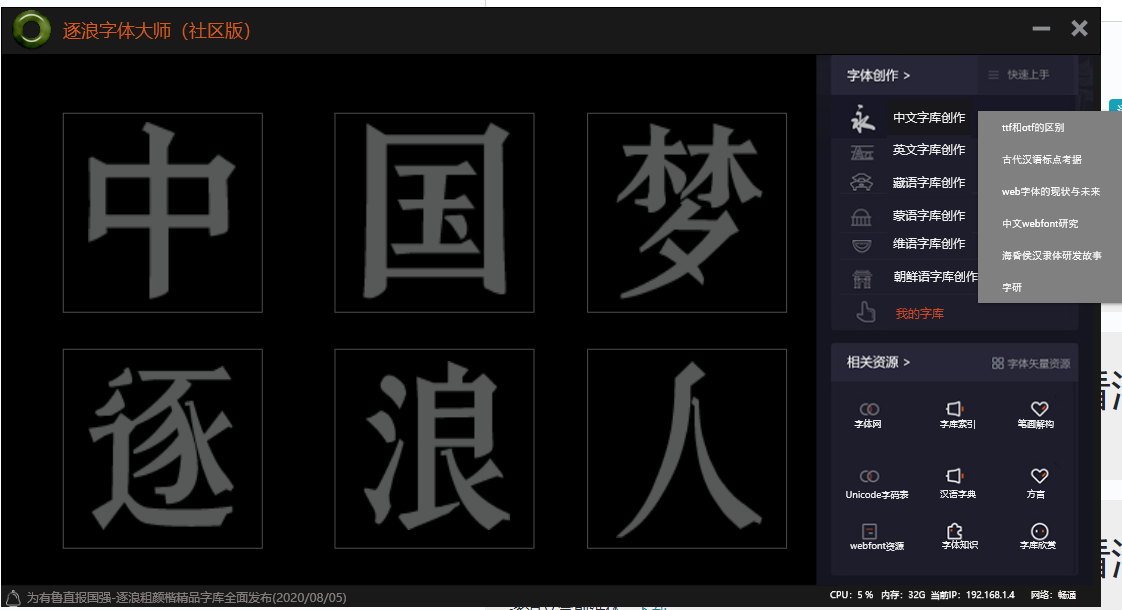 逐浪字体大师（社区版）
字体创作 >
快速上手
中文字库创作
英文字库创作
藏语字库创作
蒙语字库创作
维语字库创作
朝鲜语字库创作
我的字库
ttf和otf的区别
古代汉语标点考据
web字体的现状与未来
中文webfont研究
海昏侯汉隶体研发故事
字研
中 国 梦
逐 浪 人
相关资源 >
字体矢量资源
字体网 字库索引 笔画解构
Unicode字码表 汉语字典 方言
webfont资源 字体知识 字库欣赏
为有鲁直报国强-逐浪粗颜楷精品字库全面发布(2020/08/05)
CPU：5 % 内存：32G 当前IP：192.168.1.4 网络：畅通